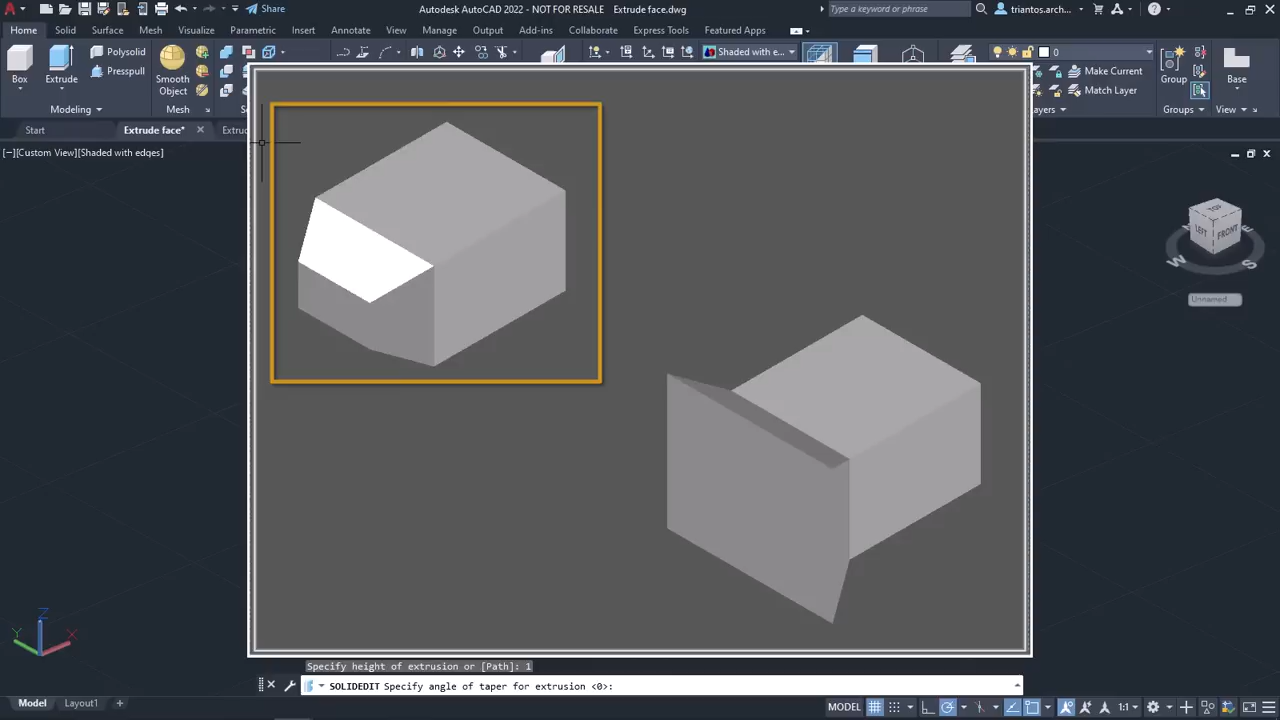 Share
Autodesk AutoCAD 2022 - NOT FOR RESALE Extrude face.dwg
Type a keyword or phrase
triantos.arch...
Home Solid Surface Mesh Visualize Parametric Insert Annotate View Manage Output Add-ins Collaborate Express Tools Featured Apps
Box
Extrude
Polysolid
Presspull
Smooth
Object
Shaded with e...
0
Make Current
Match Layer
Group
Base
Modeling
Mesh
Groups
View
Start
Extrude face*
[−][Custom View][Shaded with edges]
TOP
LEFT
FRONT
W
S
Unnamed
Z
Y
X
Specify height of extrusion or [Path]: 1
SOLIDEDIT Specify angle of taper for extrusion <0>:
Model
Layout1
+
MODEL
1:1